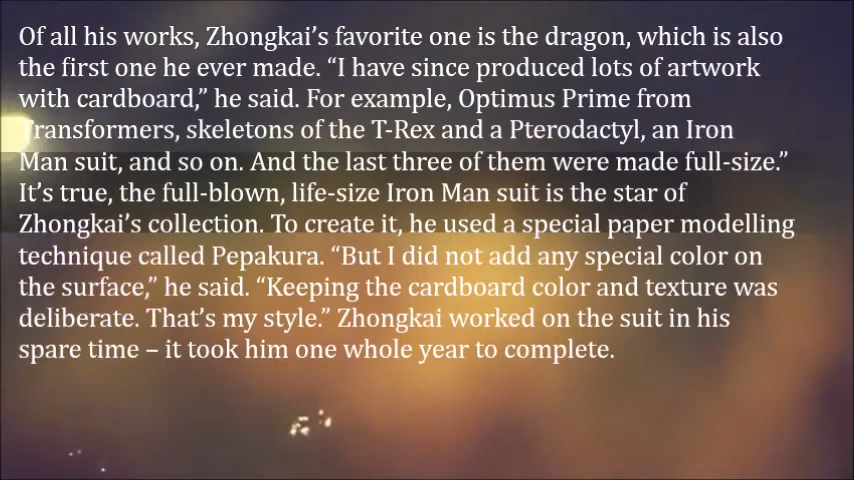 Of all his works, Zhongkai’s favorite one is the dragon, which is also
the first one he ever made. “I have since produced lots of artwork
with cardboard,” he said. For example, Optimus Prime from
Transformers, skeletons of the T-Rex and a Pterodactyl, an Iron
Man suit, and so on. And the last three of them were made full-size.”
It’s true, the full-blown, life-size Iron Man suit is the star of
Zhongkai’s collection. To create it, he used a special paper modelling
technique called Pepakura. “But I did not add any special color on
the surface,” he said. “Keeping the cardboard color and texture was
deliberate. That’s my style.” Zhongkai worked on the suit in his
spare time – it took him one whole year to complete.